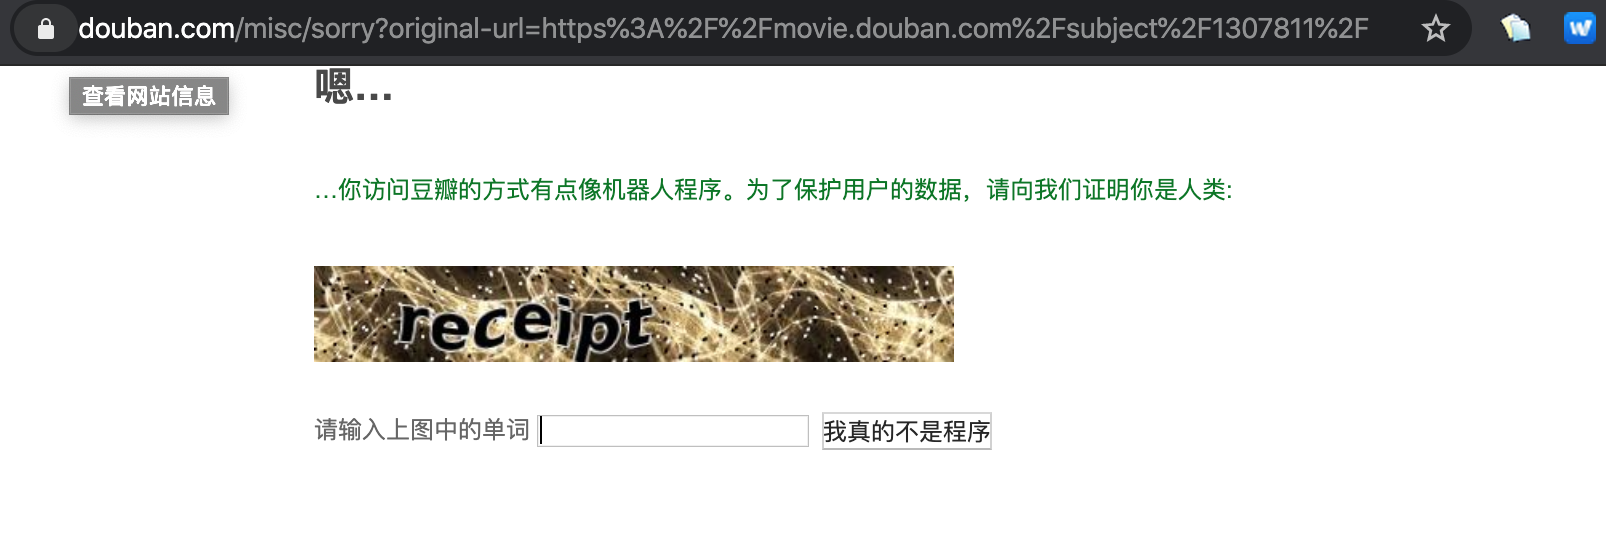 douban.com/misc/sorry?original-url=https%3A%2F%2Fmovie.douban.com%2Fsubject%2F1307811%2F
查看网站信息
嗯…
…你访问豆瓣的方式有点像机器人程序。为了保护用户的数据，请向我们证明你是人类:
receipt
请输入上图中的单词 我真的不是程序